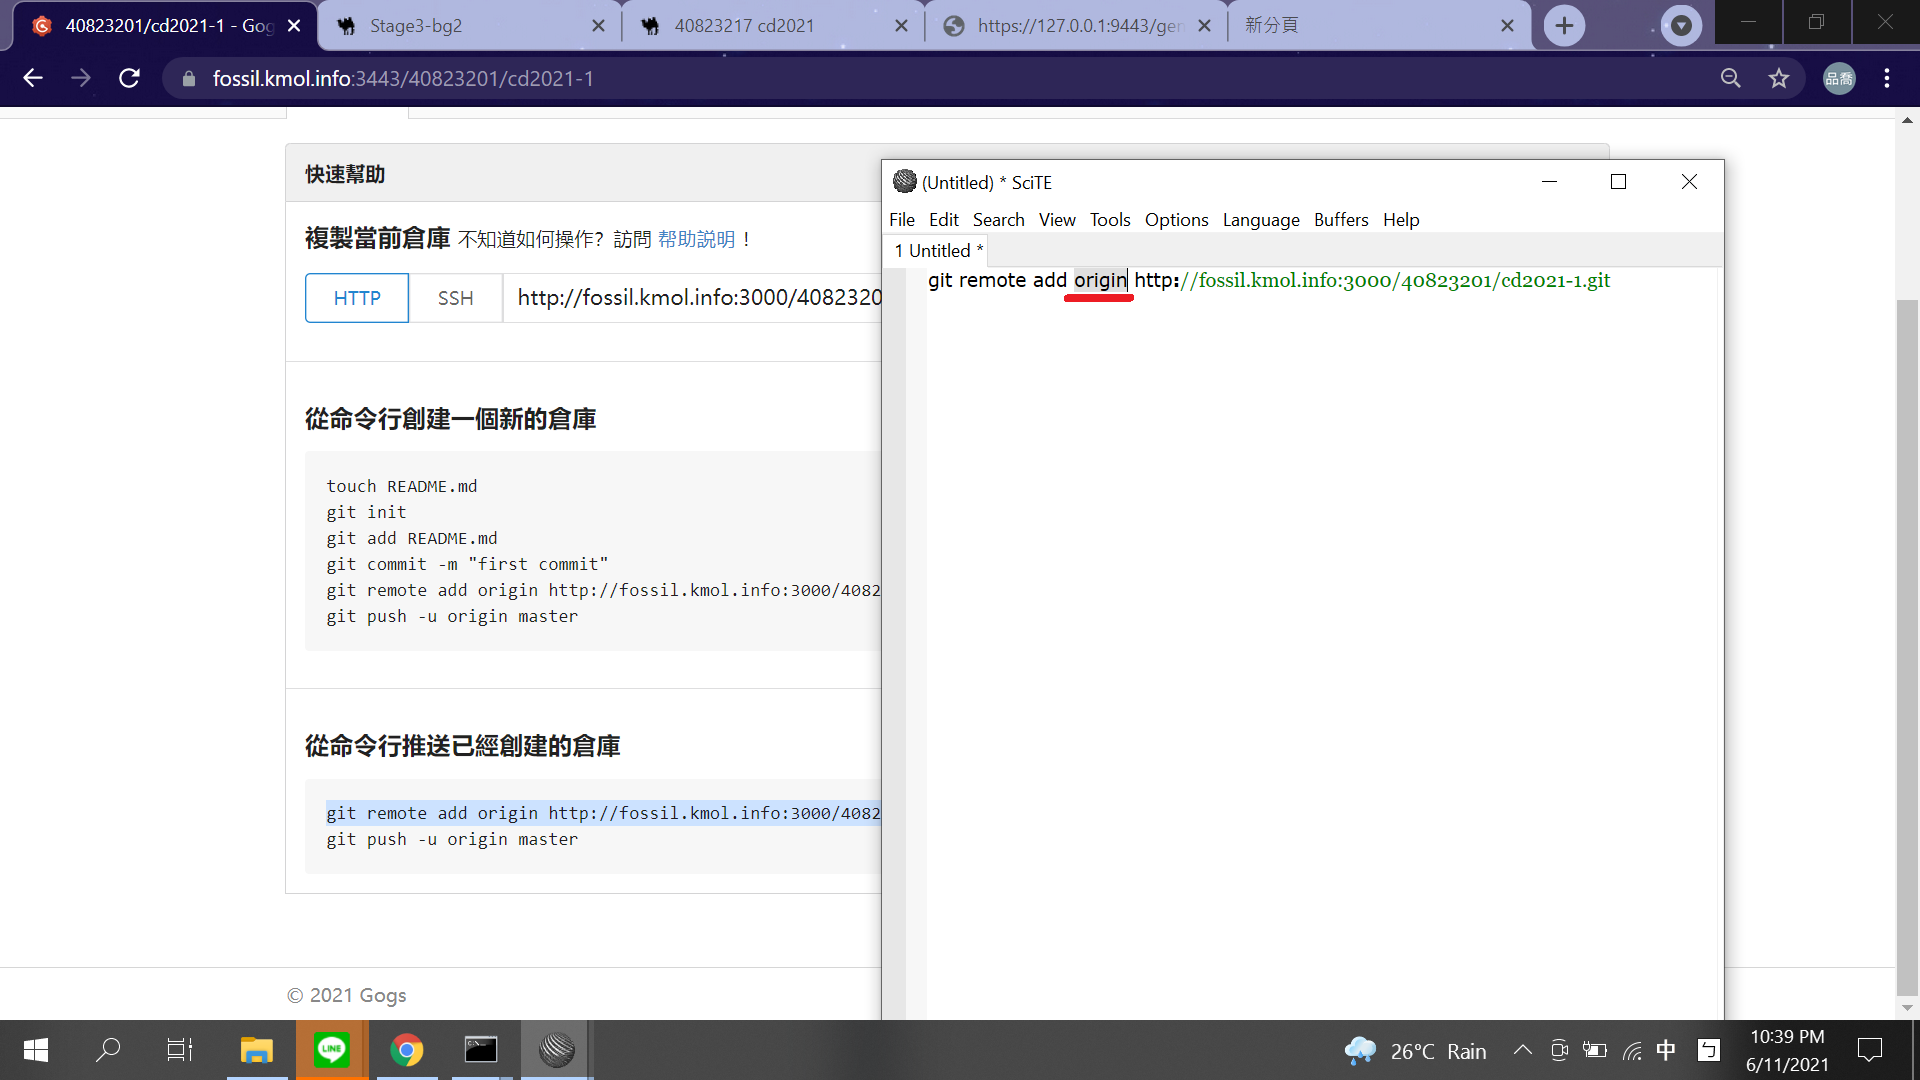 40823201/cd2021-1 - Gog
Stage3-bg2
40823217 cd2021
https://127.0.0.1:9443/gen
新分頁
fossil.kmol.info:3443/40823201/cd2021-1
品喬
快速幫助
複製當前倉庫 不知道如何操作？訪問 帮助説明！
HTTP
SSH
http://fossil.kmol.info:3000/4082320
從命令行創建一個新的倉庫
touch README.md
git init
git add README.md
git commit -m "first commit"
git remote add origin http://fossil.kmol.info:3000/4082
git push -u origin master
從命令行推送已經創建的倉庫
git remote add origin http://fossil.kmol.info:3000/4082
git push -u origin master
© 2021 Gogs
(Untitled) * SciTE
File Edit Search View Tools Options Language Buffers Help
1 Untitled *
git remote add origin http://fossil.kmol.info:3000/40823201/cd2021-1.git
LINE
26°C Rain
中
ㄅ
10:39 PM
6/11/2021